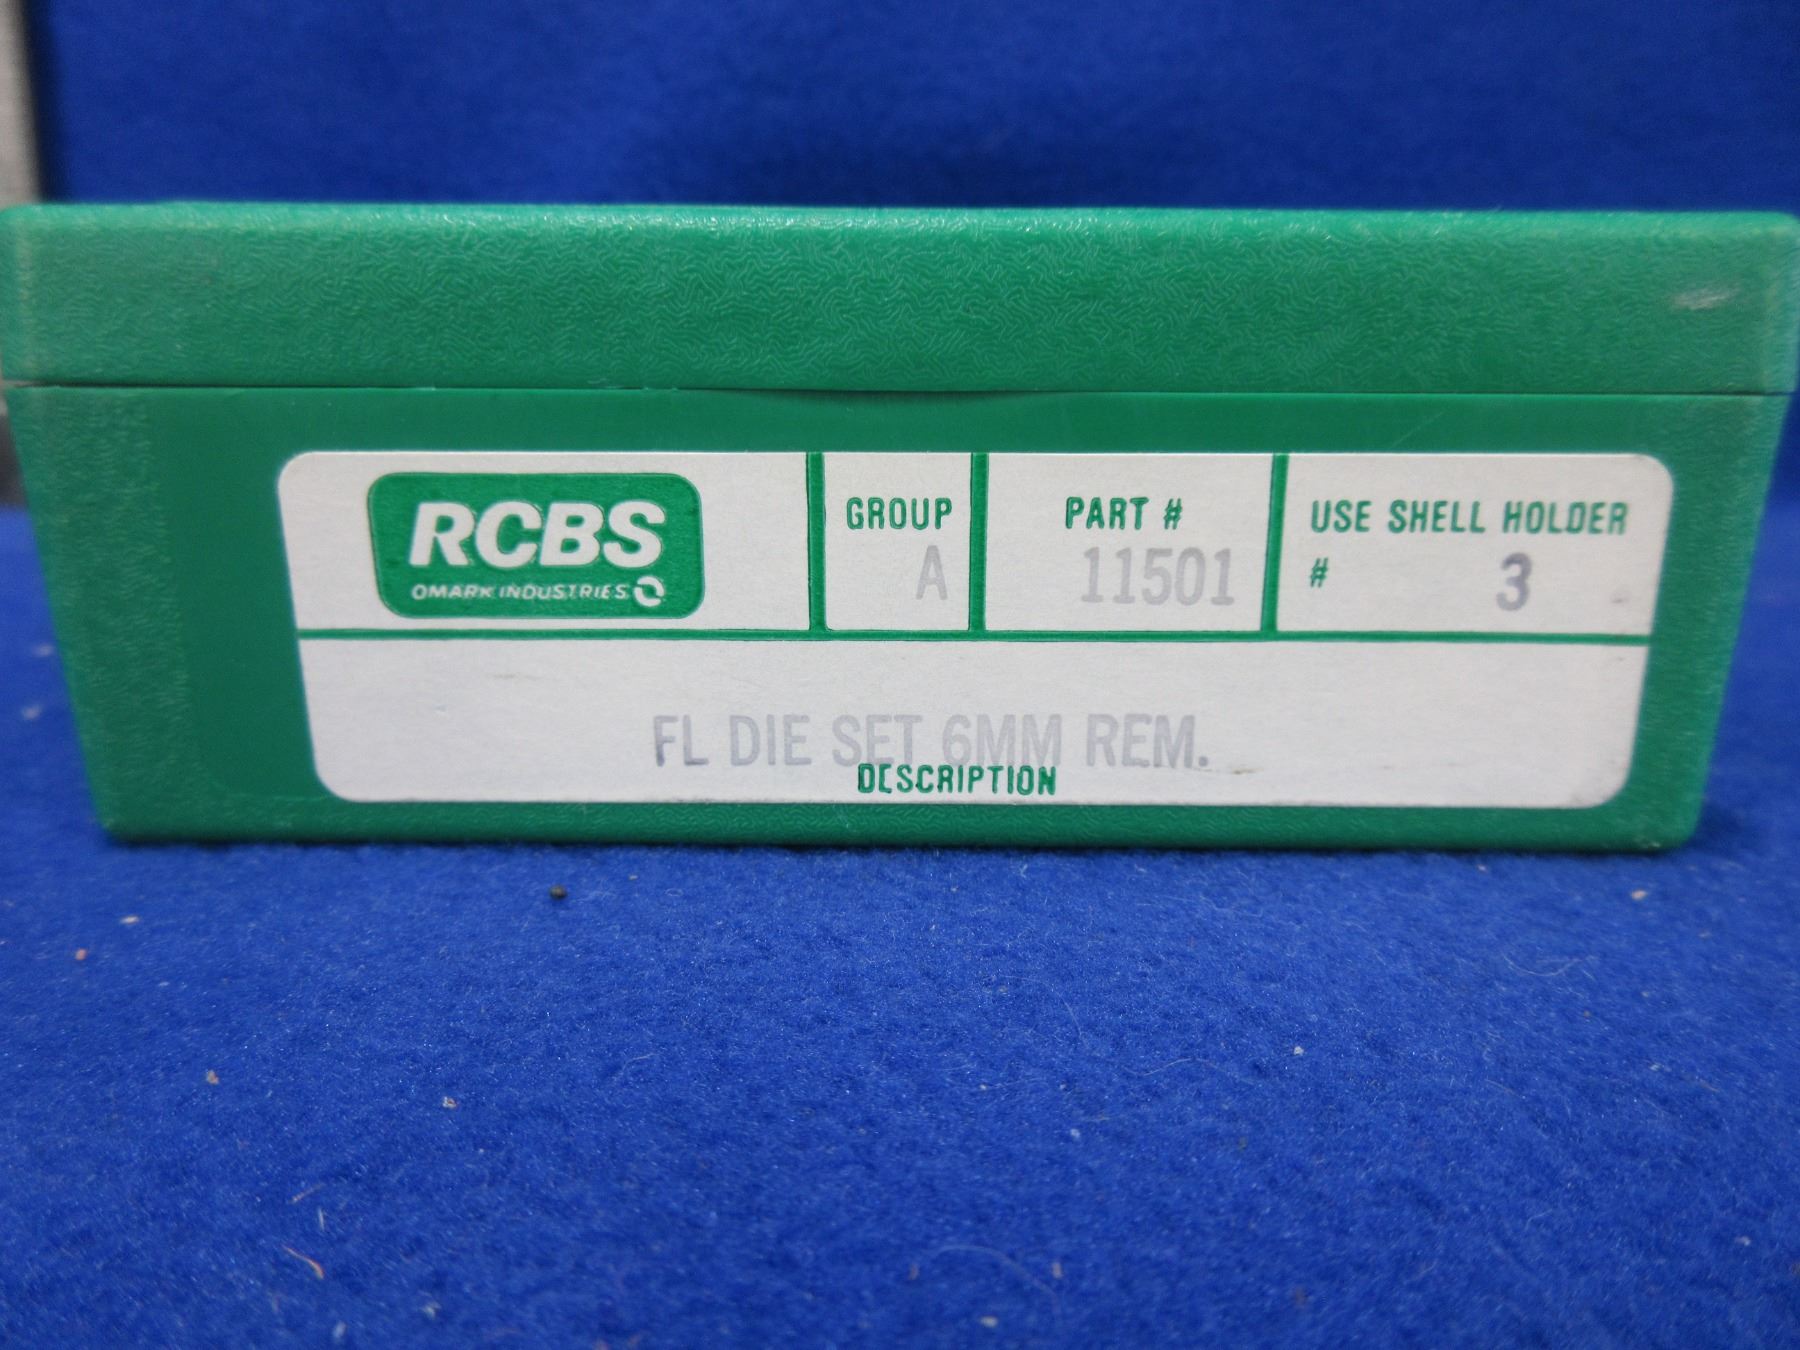 RCBS
OMARK INDUSTRIES
GROUP
A
PART #
11501
USE SHELL HOLDER
# 3
FL DIE SET 6MM REM.
DESCRIPTION